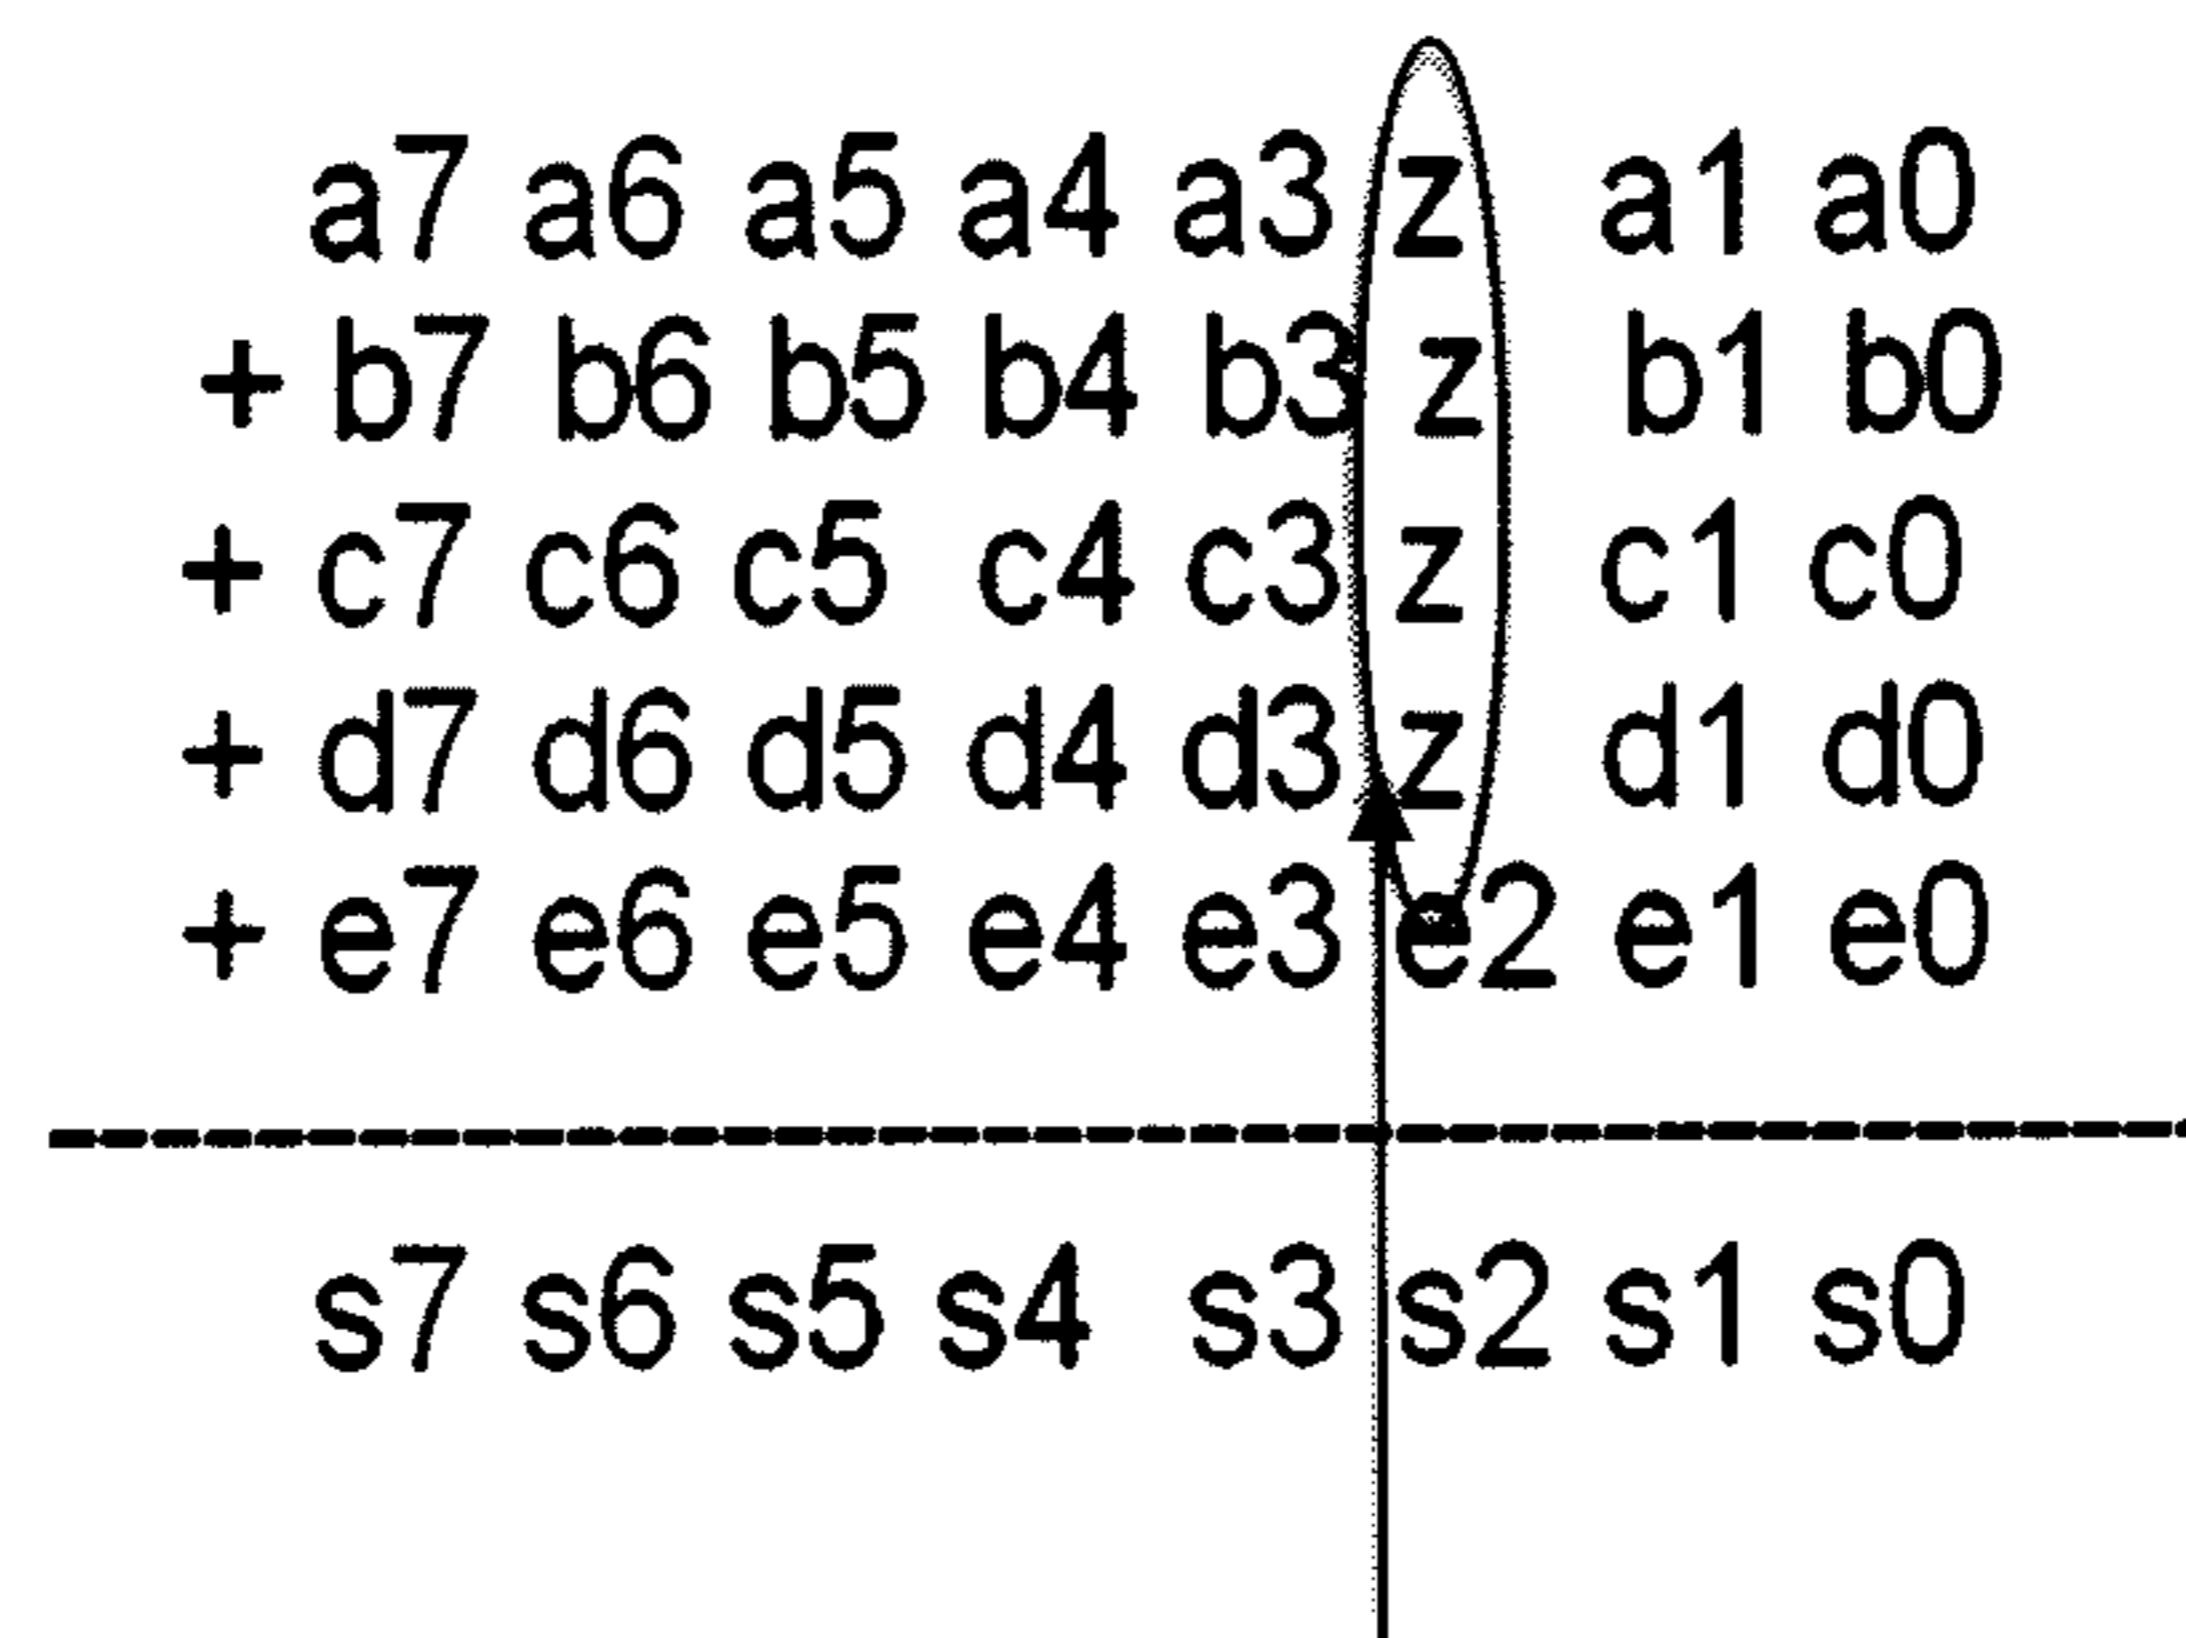 a7 a6 a5 a4 a3 z a1 a0
+ b7 b6 b5 b4 b3 z b1 b0
+ c7 c6 c5 c4 c3 z c1 c0
+ d7 d6 d5 d4 d3 z d1 d0
+ e7 e6 e5 e4 e3 e2 e1 e0
s7 s6 s5 s4 s3 s2 s1 s0